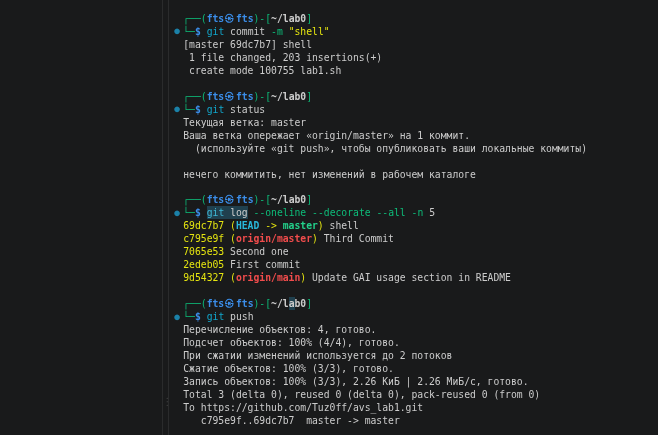 ┌──(fts㉿fts)-[~/lab0]
└─$ git commit -m "shell"
[master 69dc7b7] shell
 1 file changed, 203 insertions(+)
 create mode 100755 lab1.sh

┌──(fts㉿fts)-[~/lab0]
└─$ git status
Текущая ветка: master
Ваша ветка опережает «origin/master» на 1 коммит.
  (используйте «git push», чтобы опубликовать ваши локальные коммиты)

нечего коммитить, нет изменений в рабочем каталоге

┌──(fts㉿fts)-[~/lab0]
└─$ git log --oneline --decorate --all -n 5
69dc7b7 (HEAD -> master) shell
c795e9f (origin/master) Third Commit
7065e53 Second one
2edeb05 First commit
9d54327 (origin/main) Update GAI usage section in README

┌──(fts㉿fts)-[~/lab0]
└─$ git push
Перечисление объектов: 4, готово.
Подсчет объектов: 100% (4/4), готово.
При сжатии изменений используется до 2 потоков
Сжатие объектов: 100% (3/3), готово.
Запись объектов: 100% (3/3), 2.26 КиБ | 2.26 МиБ/с, готово.
Total 3 (delta 0), reused 0 (delta 0), pack-reused 0 (from 0)
To https://github.com/Tuz0ff/avs_lab1.git
   c795e9f..69dc7b7  master -> master